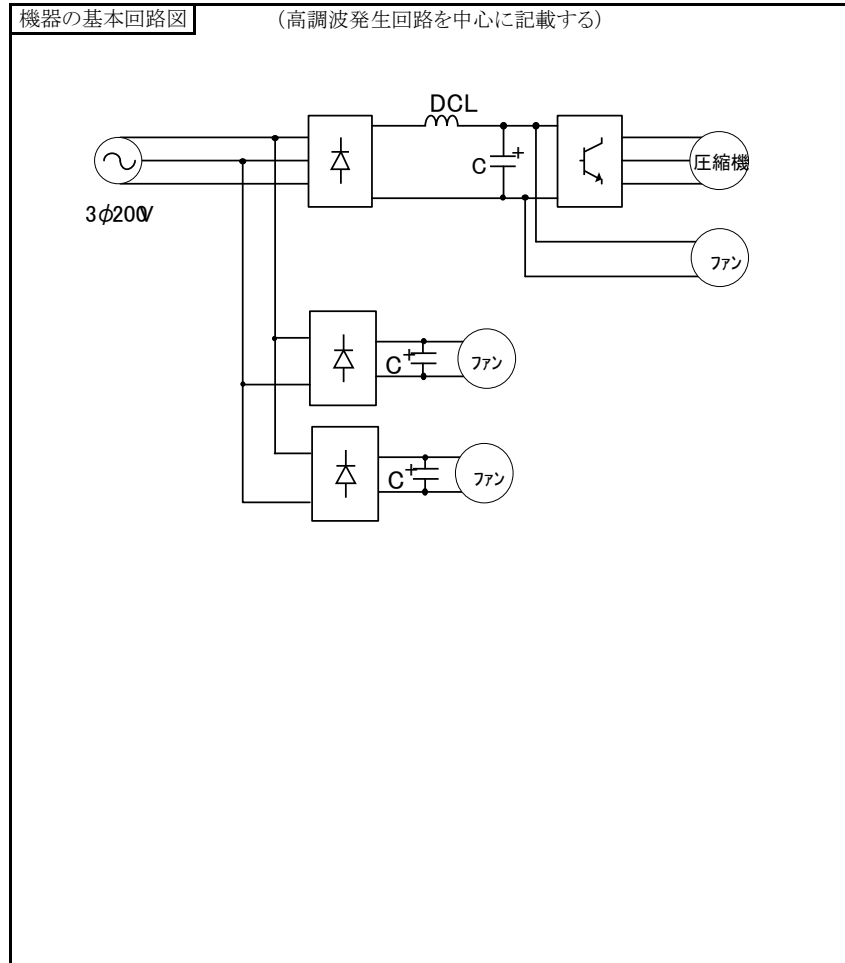 機器の基本回路図 (高調波発生回路を中心に記載する)
DCL
C +
圧縮機
3φ200V
ファン
C +
ファン
C +
ファン